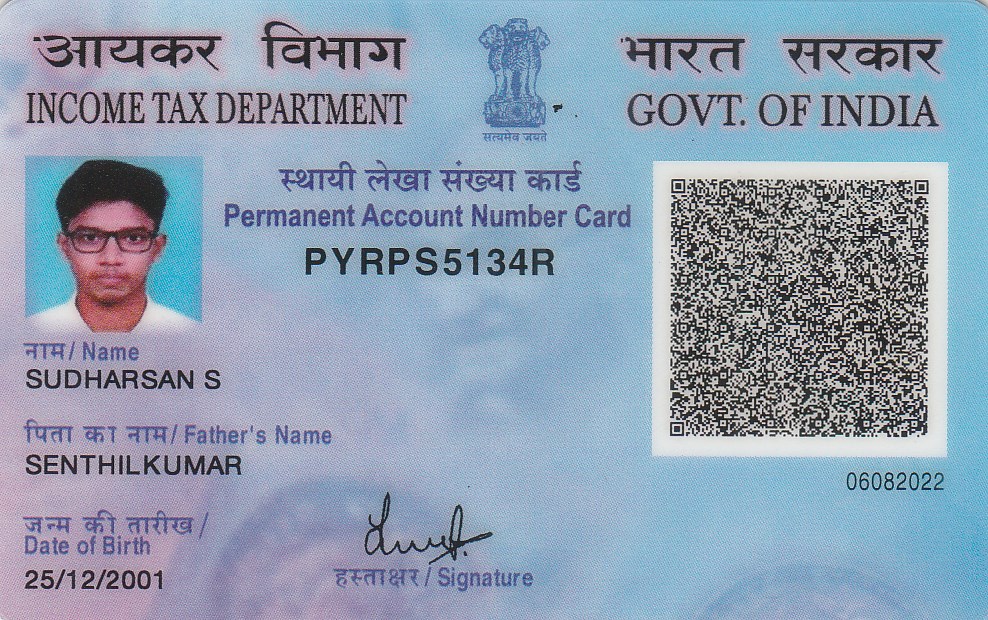 आयकर विभाग
INCOME TAX DEPARTMENT
सत्यमेव जयते
भारत सरकार
GOVT. OF INDIA
स्थायी लेखा संख्या कार्ड
Permanent Account Number Card
PYRPS5134R
नाम / Name
SUDHARSAN S
पिता का नाम / Father's Name
SENTHILKUMAR
जन्म की तारीख /
Date of Birth
25/12/2001
हस्ताक्षर / Signature
06082022